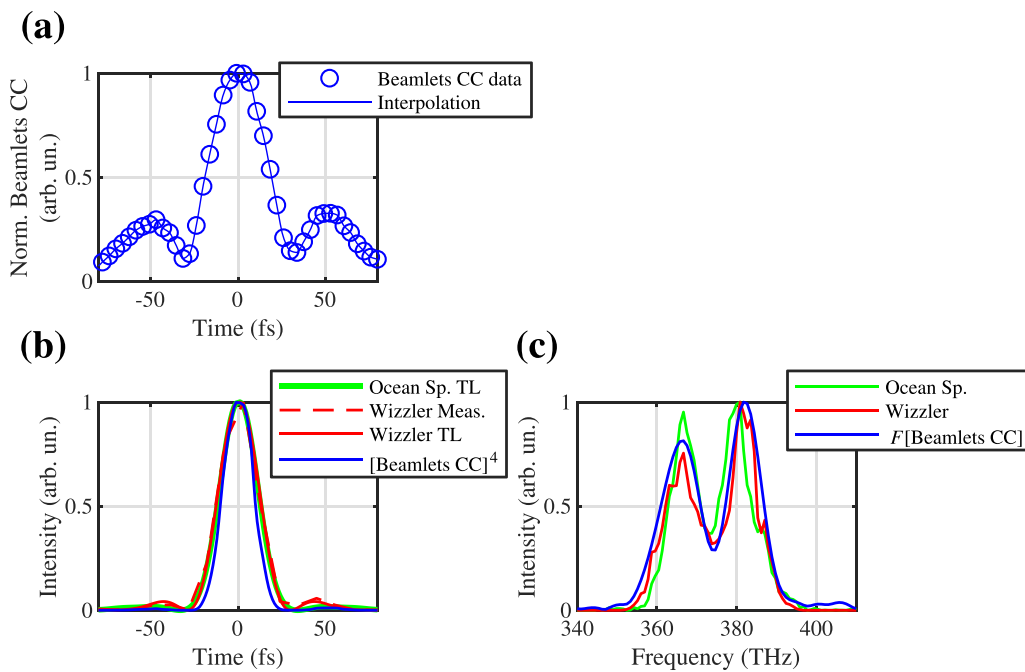 (a)
Norm. Beamlets CC
(arb. un.)
1
0.5
0
-50
0
50
Time (fs)
Beamlets CC data
Interpolation
(b)
Intensity (arb. un.)
1
0.5
0
-50
0
50
Time (fs)
Ocean Sp. TL
Wizzler Meas.
Wizzler TL
[Beamlets CC]⁴
(c)
Intensity (arb. un.)
1
0.5
0
340
360
380
400
Frequency (THz)
Ocean Sp.
Wizzler
F[Beamlets CC]